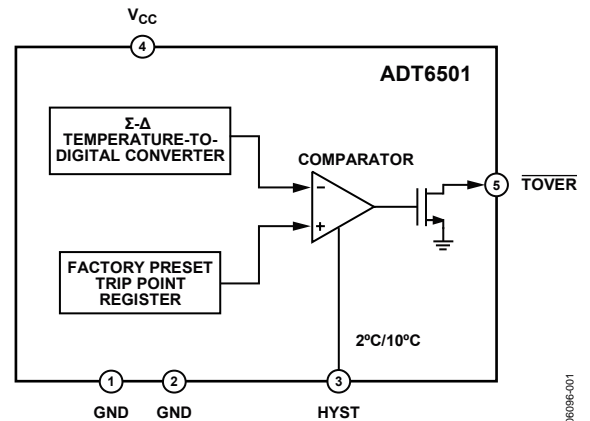 VCC
4
ADT6501
Σ-Δ
TEMPERATURE-TO-
DIGITAL CONVERTER
COMPARATOR
–
+
5
TOVER
FACTORY PRESET
TRIP POINT
REGISTER
2ºC/10ºC
1
2
3
GND
GND
HYST
06096-001